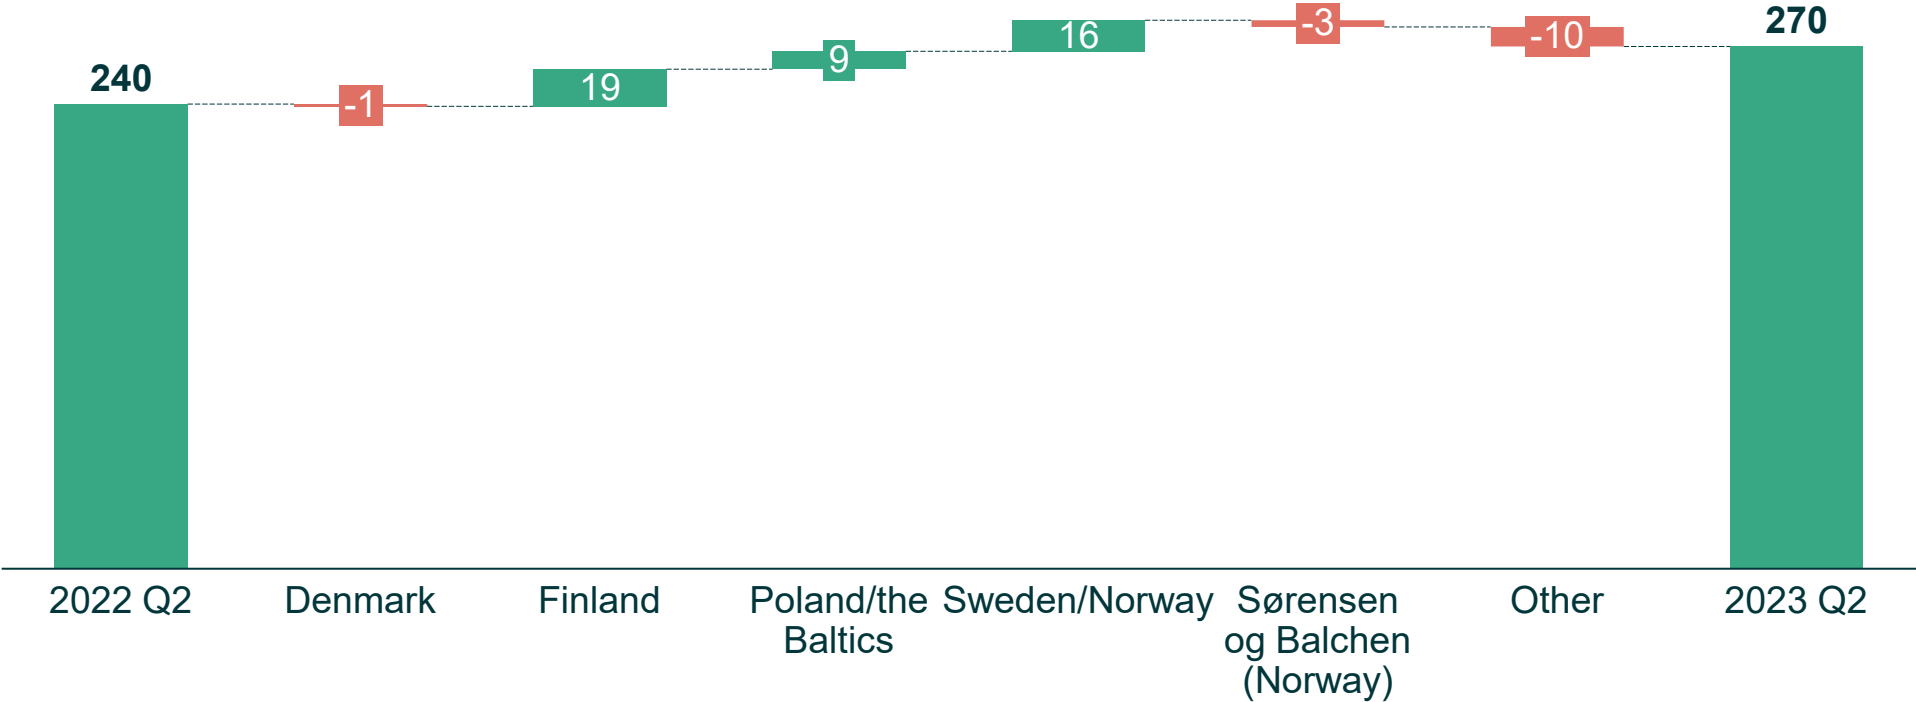 240
-1
19
9
16
-3
-10
270
2022 Q2
Denmark
Finland
Poland/the
Baltics
Sweden/Norway
Sørensen
og Balchen
(Norway)
Other
2023 Q2